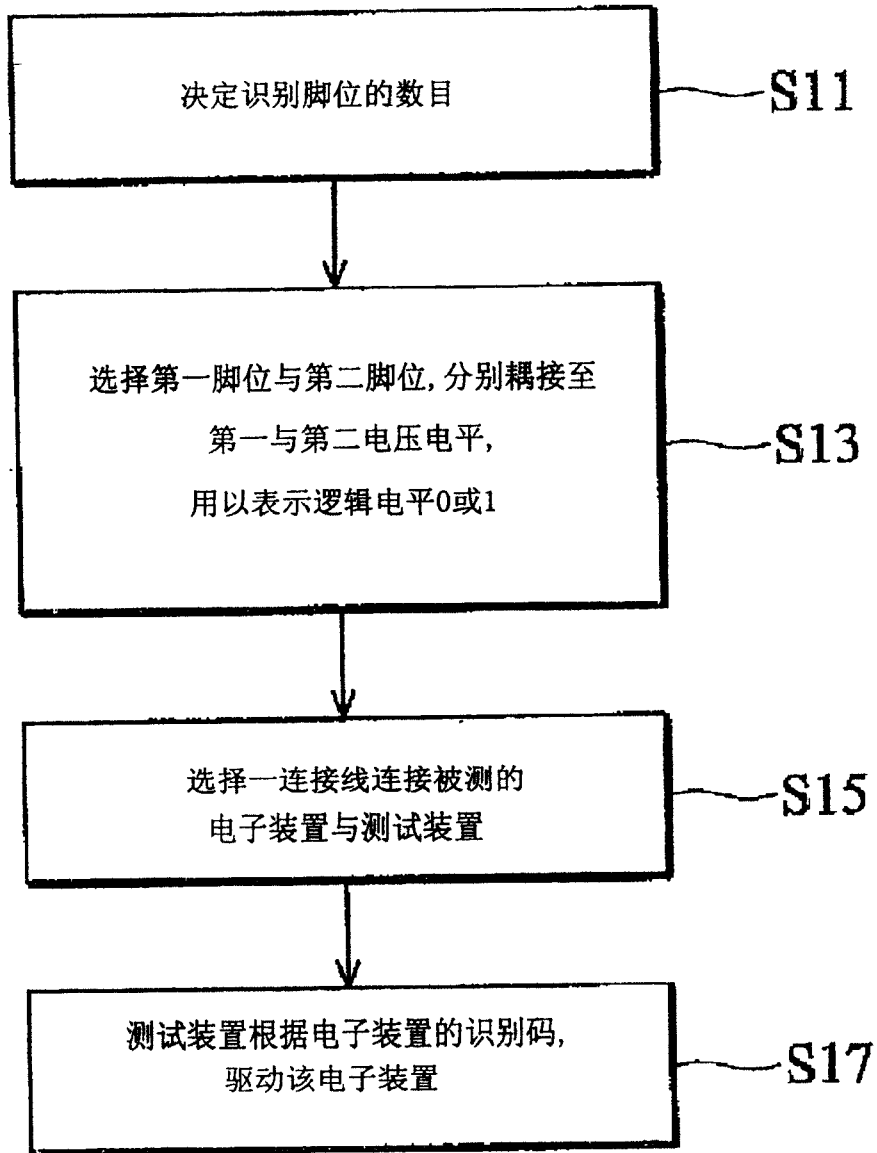 决定识别脚位的数目
S11
选择第一脚位与第二脚位,分别耦接至
第一与第二电压电平,
用以表示逻辑电平0或1
S13
选择一连接线连接被测的
电子装置与测试装置
S15
测试装置根据电子装置的识别码,
驱动该电子装置
S17